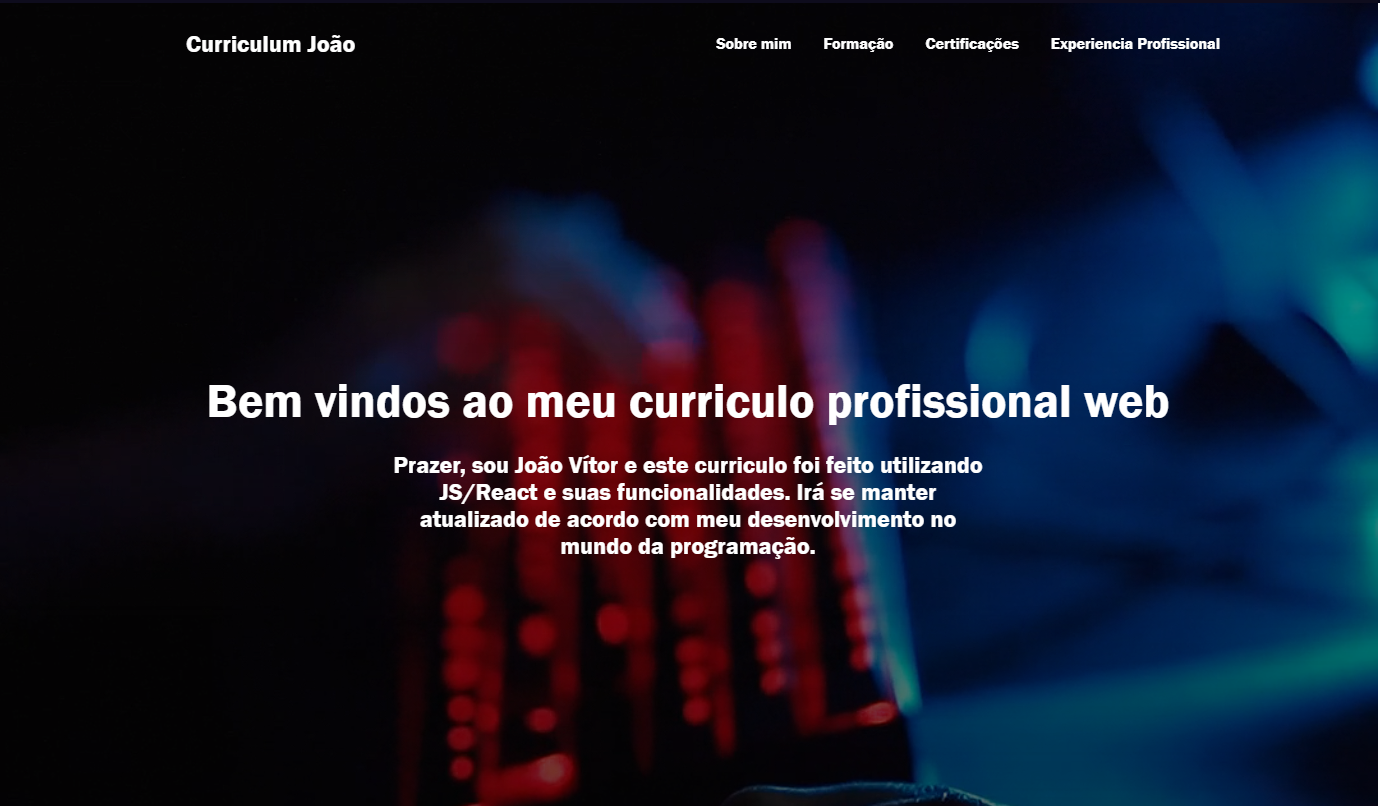 Curriculum João
Sobre mim
Formação
Certificações
Experiencia Profissional
Bem vindos ao meu curriculo profissional web
Prazer, sou João Vítor e este curriculo foi feito utilizando
JS/React e suas funcionalidades. Irá se manter
atualizado de acordo com meu desenvolvimento no
mundo da programação.